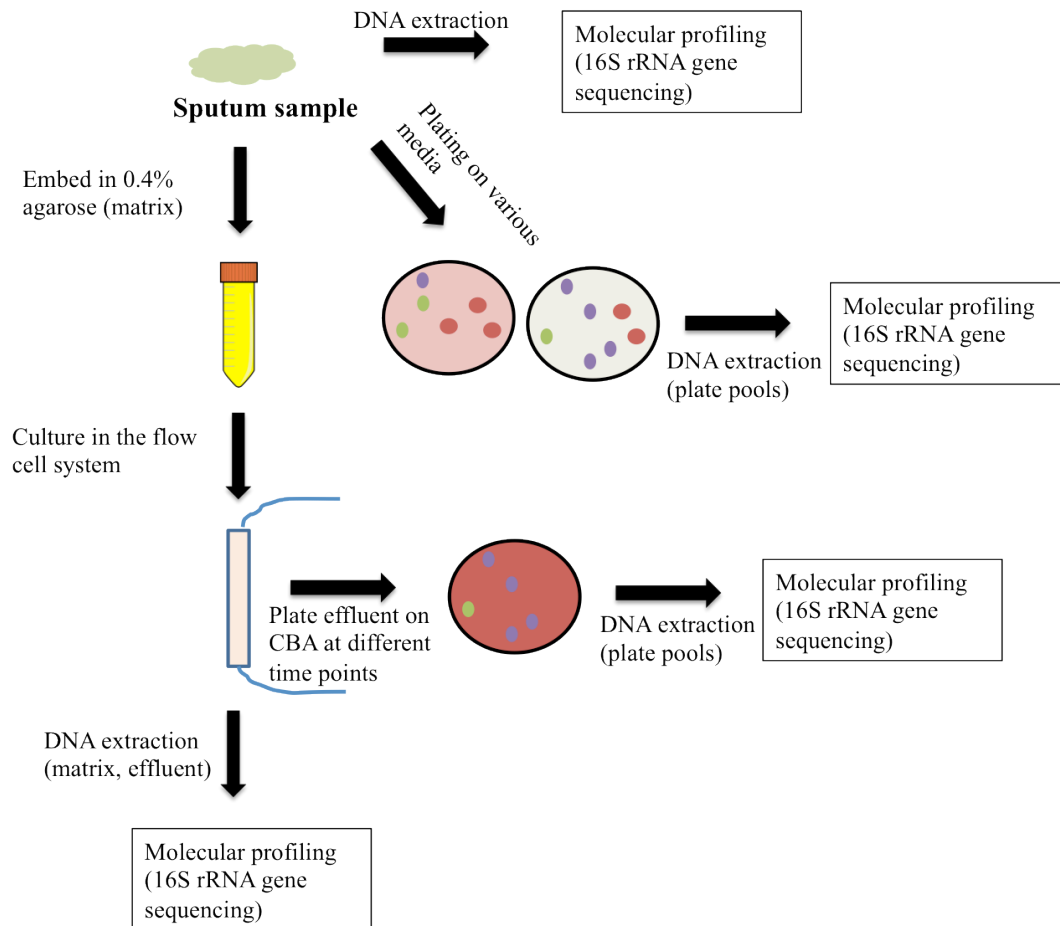 DNA extraction
Molecular profiling
(16S rRNA gene
sequencing)
Sputum sample
Plating on various
media
Embed in 0.4%
agarose (matrix)
Molecular profiling
(16S rRNA gene
sequencing)
DNA extraction
(plate pools)
Culture in the flow
cell system
Plate effluent on
CBA at different
time points
DNA extraction
(plate pools)
Molecular profiling
(16S rRNA gene
sequencing)
DNA extraction
(matrix, effluent)
Molecular profiling
(16S rRNA gene
sequencing)